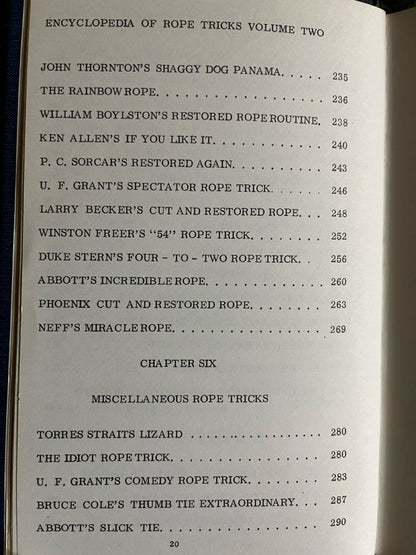 ENCYCLOPEDIA OF ROPE TRICKS VOLUME TWO
JOHN THORNTON'S SHAGGY DOG PANAMA. . . . . 235
THE RAINBOW ROPE. . . . . . . . . . . . . . . . . . 236
WILLIAM BOYLSTON'S RESTORED ROPE ROUTINE. 238
KEN ALLEN'S IF YOU LIKE IT. . . . . . . . . . . . 240
P. C. SORCAR'S RESTORED AGAIN. . . . . . . . . . 243
U. F. GRANT'S SPECTATOR ROPE TRICK. . . . . . 246
LARRY BECKER'S CUT AND RESTORED ROPE. . . 248
WINSTON FREER'S "54" ROPE TRICK. . . . . . . . 252
DUKE STERN'S FOUR - TO - TWO ROPE TRICK. . 256
ABBOTT'S INCREDIBLE ROPE. . . . . . . . . . . . . 260
PHOENIX CUT AND RESTORED ROPE. . . . . . . . 263
NEFF'S MIRACLE ROPE. . . . . . . . . . . . . . . . 269
CHAPTER SIX
MISCELLANEOUS ROPE TRICKS
TORRES STRAITS LIZARD . . . . . . . . . . . . . . . 280
THE IDIOT ROPE TRICK. . . . . . . . . . . . . . . . 280
U. F. GRANT'S COMEDY ROPE TRICK. . . . . . . . 283
BRUCE COLE'S THUMB TIE EXTRAORDINARY. . . 287
ABBOTT'S SLICK TIE. . . . . . . . . . . . . . . . . 290
20